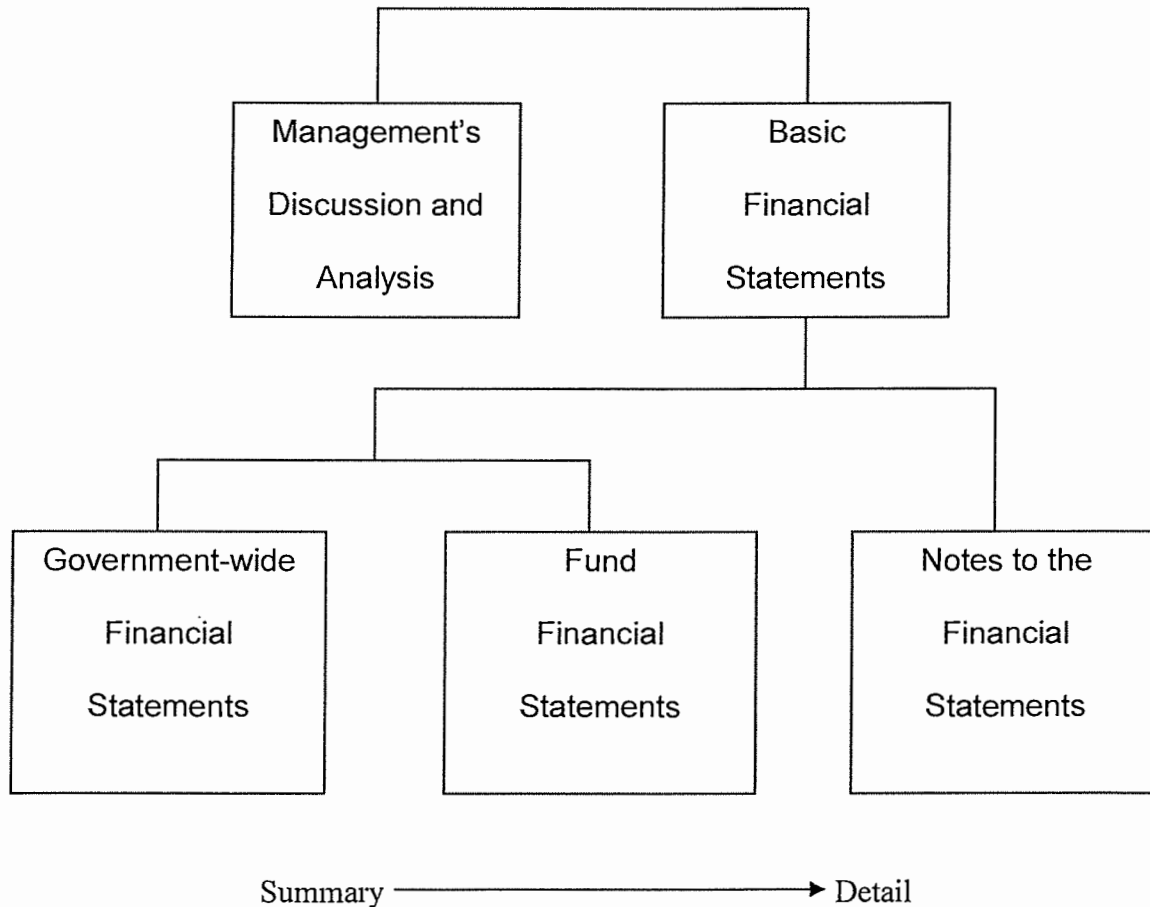 Management's
Discussion and
Analysis
Basic
Financial
Statements
Government-wide
Financial
Statements
Fund
Financial
Statements
Notes to the
Financial
Statements
Summary
Detail